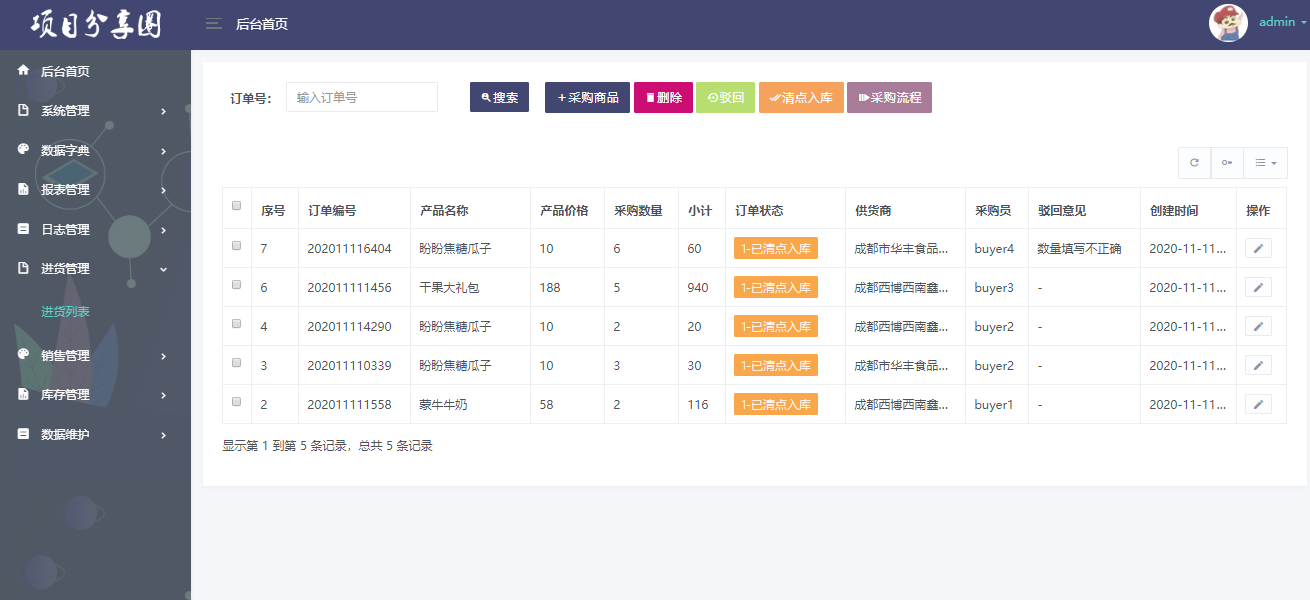 项目分享圈
后台首页
admin
后台首页
系统管理
数据字典
报表管理
日志管理
进货管理
进货列表
销售管理
库存管理
数据维护
订单号： 输入订单号 搜索 +采购商品 删除 驳回 清点入库 采购流程
序号 订单编号 产品名称 产品价格 采购数量 小计 订单状态 供货商 采购员 驳回意见 创建时间 操作
7 202011116404 盼盼焦糖瓜子 10 6 60 1-已清点入库 成都市华丰食品... buyer4 数量填写不正确 2020-11-11...
6 202011111456 干果大礼包 188 5 940 1-已清点入库 成都西博西南鑫... buyer3 - 2020-11-11...
4 202011114290 盼盼焦糖瓜子 10 2 20 1-已清点入库 成都西博西南鑫... buyer2 - 2020-11-11...
3 202011110339 盼盼焦糖瓜子 10 3 30 1-已清点入库 成都市华丰食品... buyer2 - 2020-11-11...
2 202011111558 蒙牛牛奶 58 2 116 1-已清点入库 成都西博西南鑫... buyer1 - 2020-11-11...
显示第 1 到第 5 条记录，总共 5 条记录